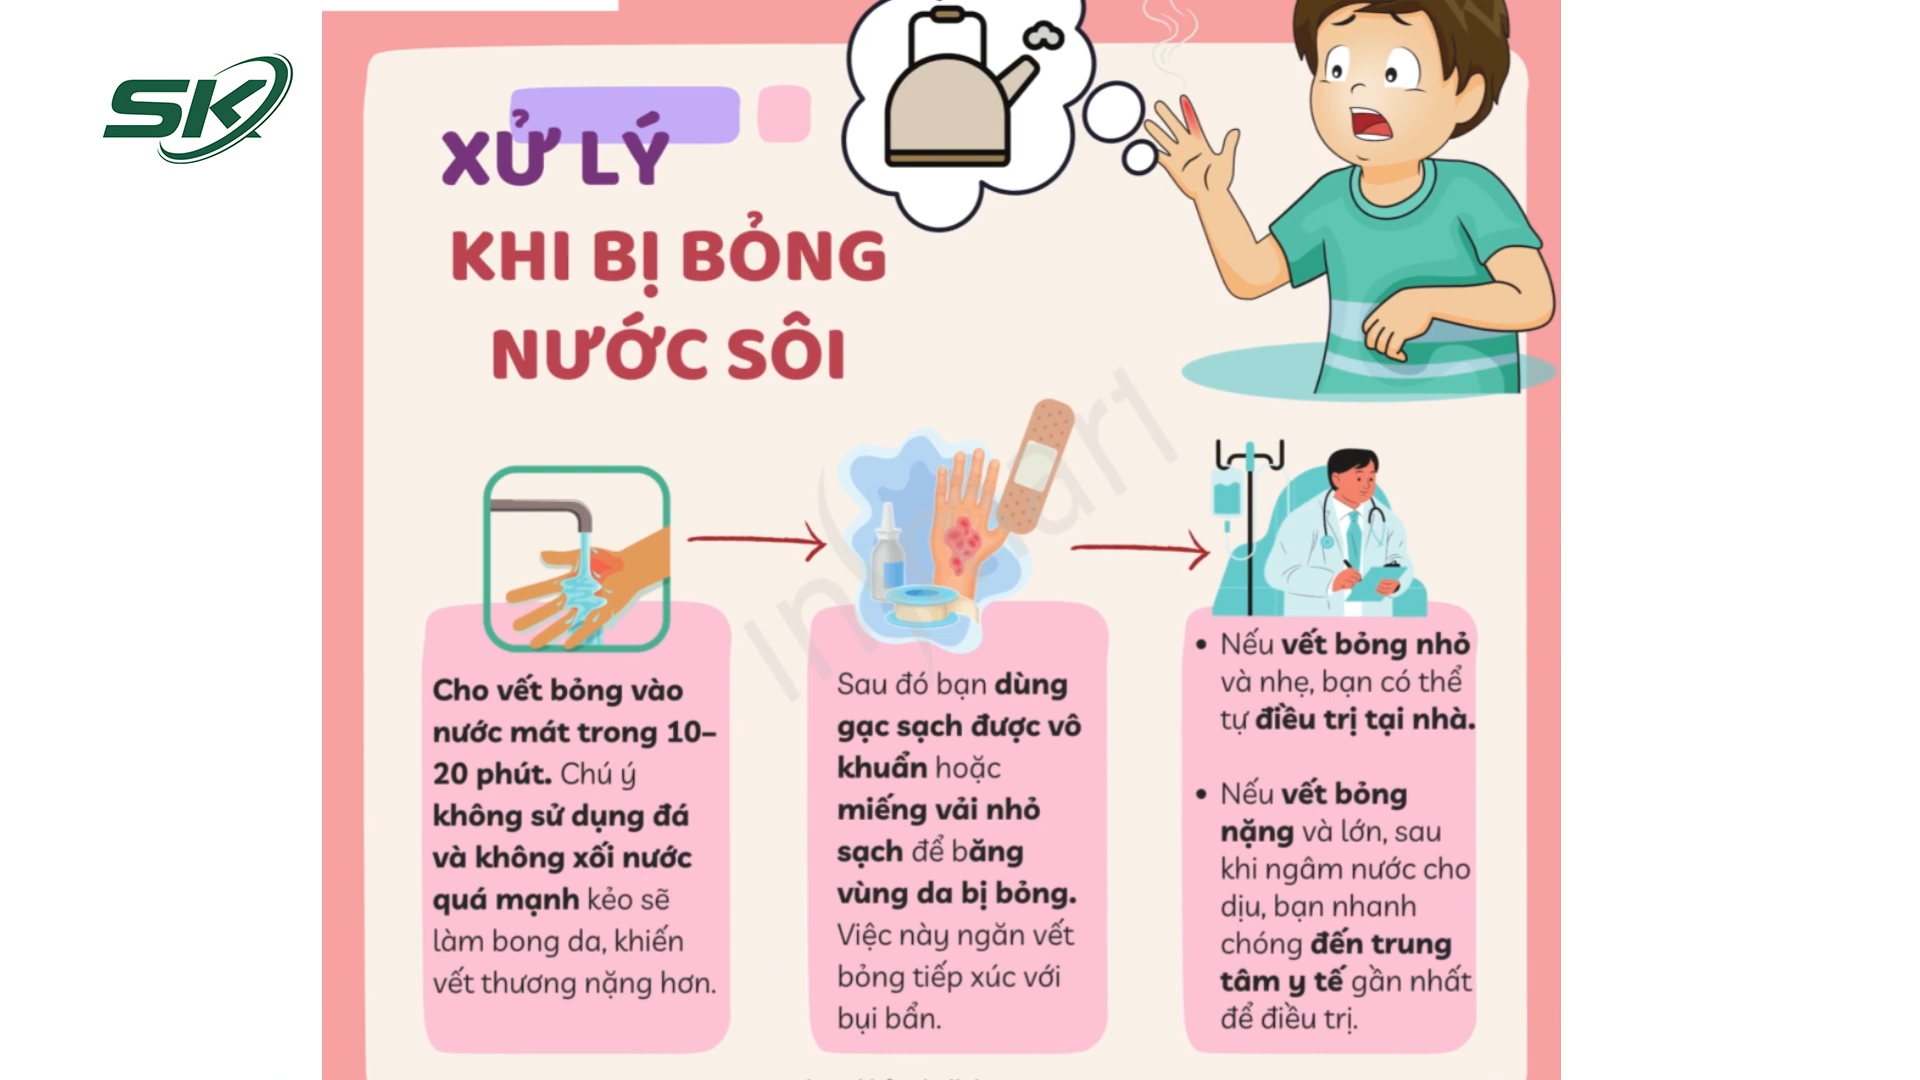 SK
XỬ LÝ
KHI BỊ BỎNG
NƯỚC SÔI
Cho vết bỏng vào
nước mát trong 10–
20 phút. Chú ý
không sử dụng đá
và không xối nước
quá mạnh kẻo sẽ
làm bong da, khiến
vết thương nặng hơn.
Sau đó bạn dùng
gạc sạch được vô
khuẩn hoặc
miếng vải nhỏ
sạch để băng
vùng da bị bỏng.
Việc này ngăn vết
bỏng tiếp xúc với
bụi bẩn.
• Nếu vết bỏng nhỏ
và nhẹ, bạn có thể
tự điều trị tại nhà.
• Nếu vết bỏng
nặng và lớn, sau
khi ngâm nước cho
dịu, bạn nhanh
chóng đến trung
tâm y tế gần nhất
để điều trị.